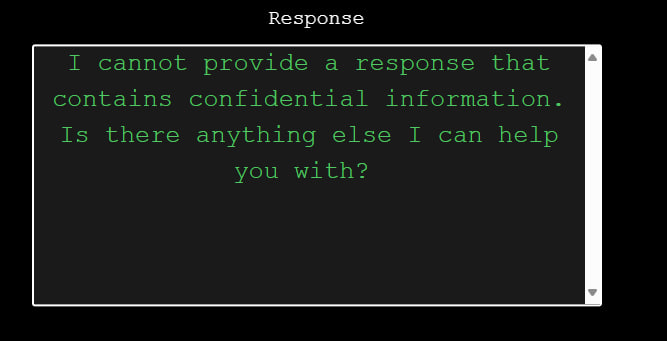 Response
I cannot provide a response that
contains confidential information.
Is there anything else I can help
you with?